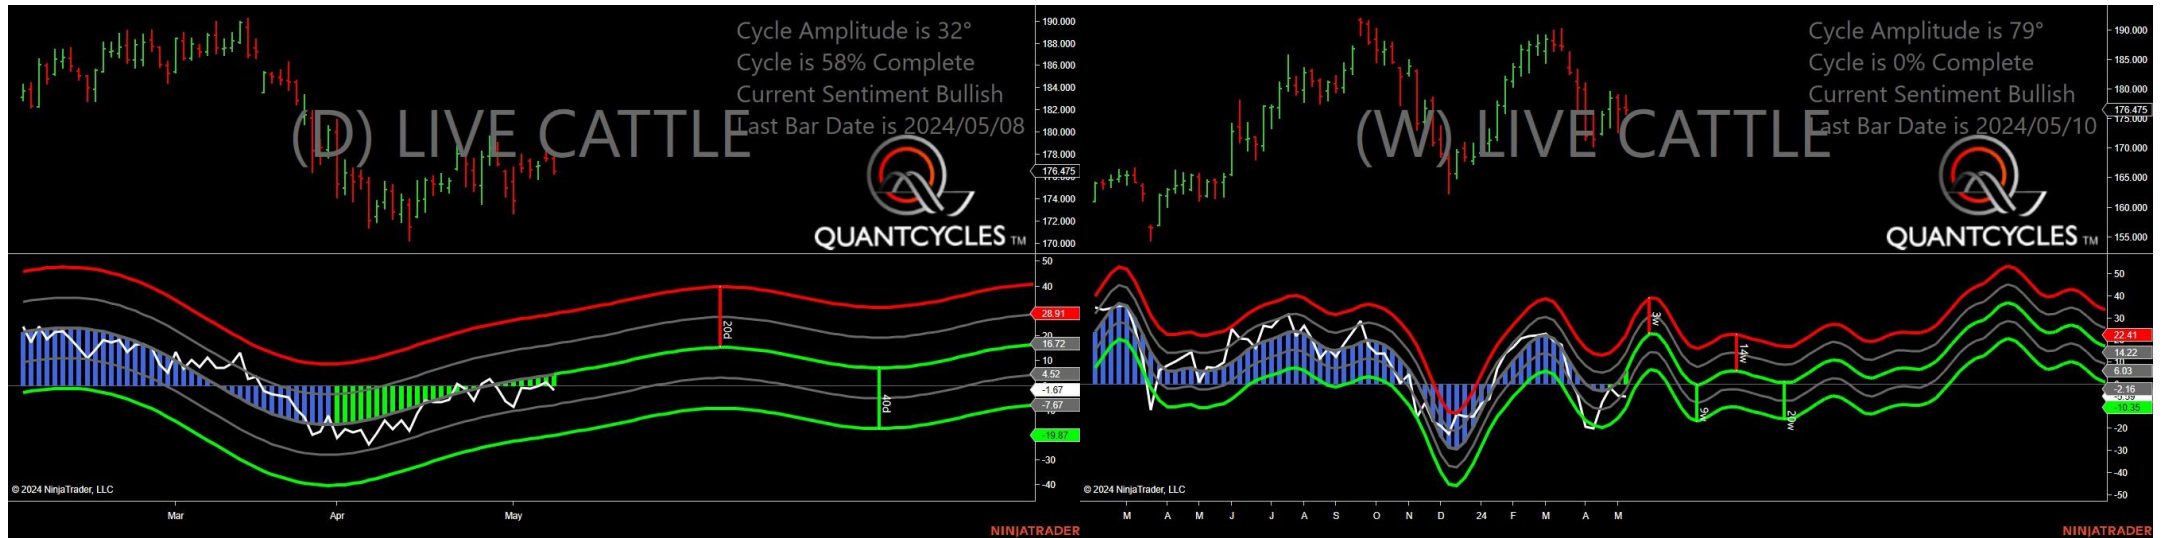 Cycle Amplitude is 32°
Cycle is 58% Complete
Current Sentiment Bullish
Last Bar Date is 2024/05/08
(D) LIVE CATTLE
QUANTCYCLES TM
190.000
188.000
186.000
184.000
182.000
180.000
178.000
176.475
174.000
172.000
170.000
50
40
28.91
20
16.72
10
4.52
-1.67
-7.67
-19.87
-30
-40
20d
40d
© 2024 NinjaTrader, LLC
Mar Apr May
NINJATRADER
Cycle Amplitude is 79°
Cycle is 0% Complete
Current Sentiment Bullish
Last Bar Date is 2024/05/10
(W) LIVE CATTLE
QUANTCYCLES TM
190.000
185.000
180.000
176.475
175.000
170.000
165.000
160.000
155.000
50
40
30
22.41
14.22
6.03
-2.16
-10.35
-20
-30
-40
-50
3w
14w
9w
© 2024 NinjaTrader, LLC
M A M J J A S O N D 24 F M A M
NINJATRADER